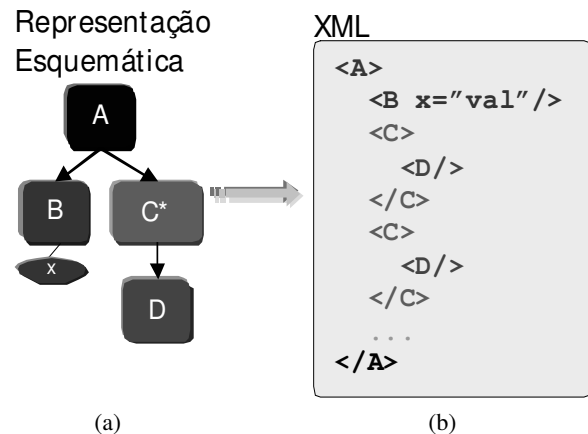 Representação
Esquemática
A
B
C*
x
D
(a)
XML
<A>
<B x="val"/>
<C>
<D/>
</C>
<C>
<D/>
</C>
...
</A>
(b)